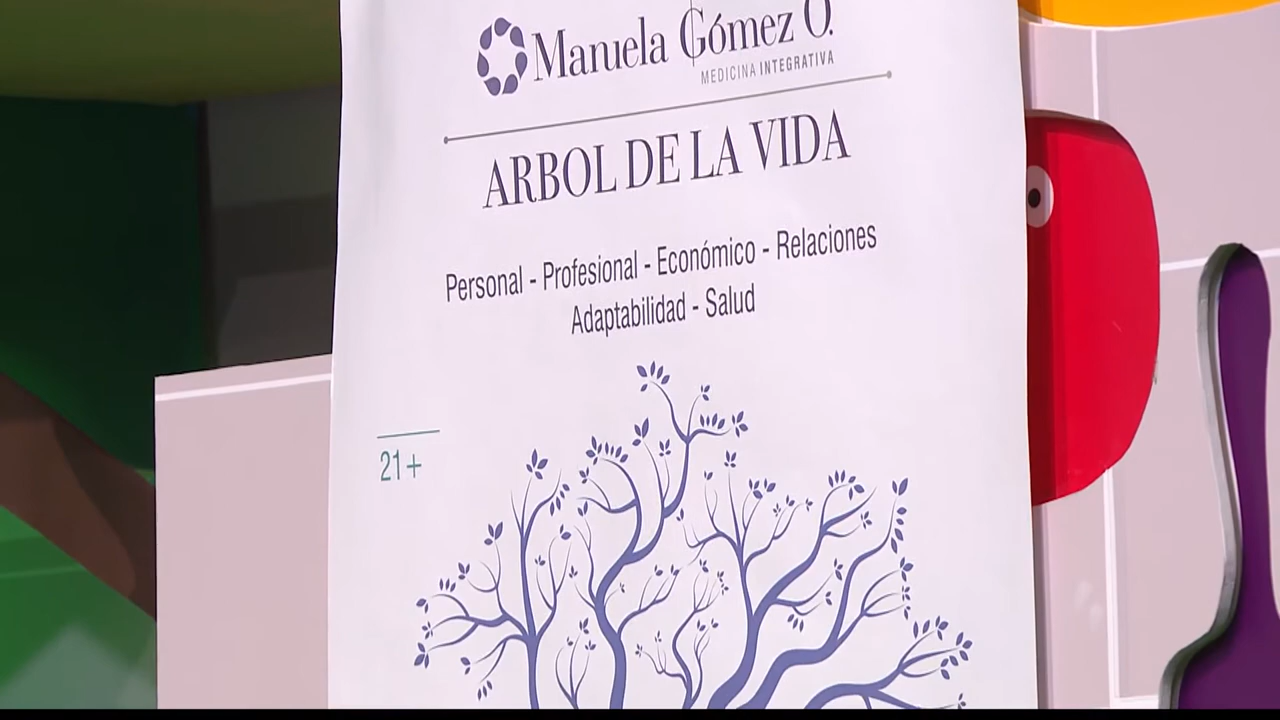 Manuela Gómez O.
MEDICINA INTEGRATIVA
ARBOL DE LA VIDA
Personal - Profesional - Económico - Relaciones
Adaptabilidad - Salud
21+